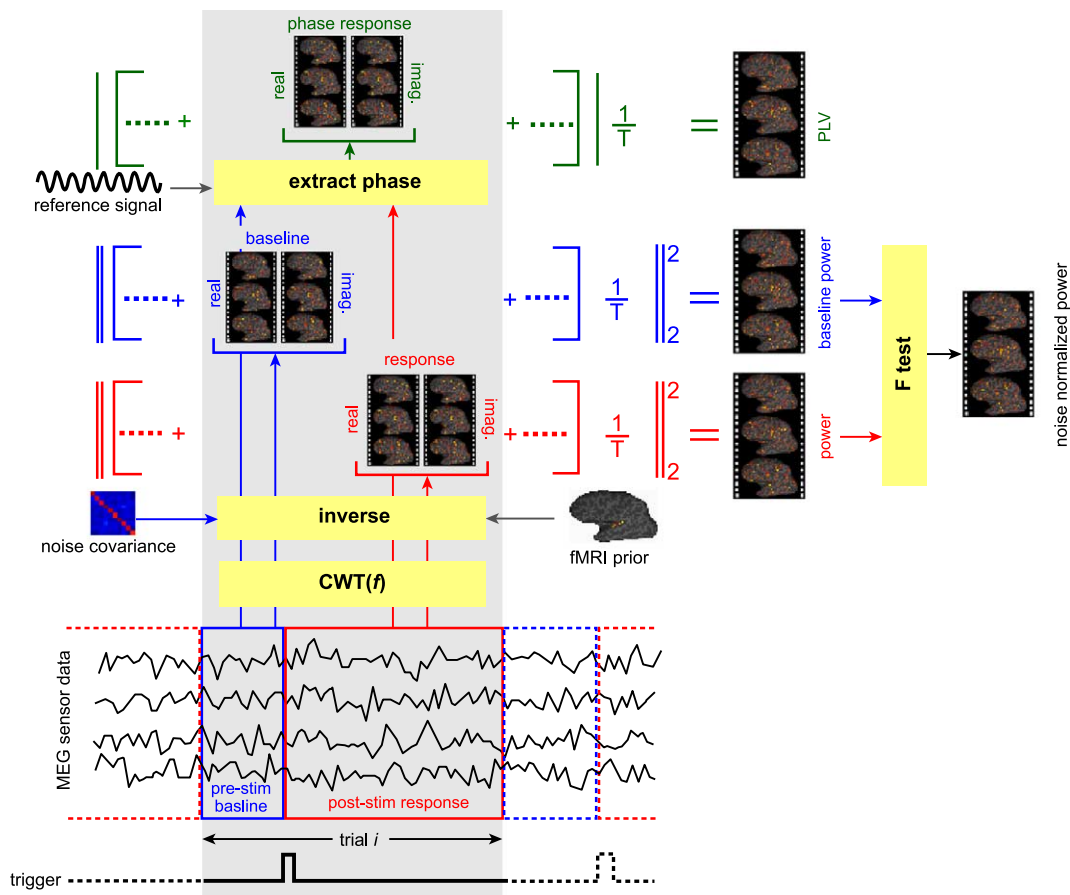 phase response
real
imag.
+
+
1
T
=
PLV
extract phase
reference signal
baseline
real
imag.
+
+
1
T
2
2
=
baseline power
F test
noise normalized power
response
real
imag.
+
+
1
T
2
2
=
power
inverse
noise covariance
fMRI prior
CWT(f)
MEG sensor data
pre-stim
basline
post-stim response
trial i
trigger